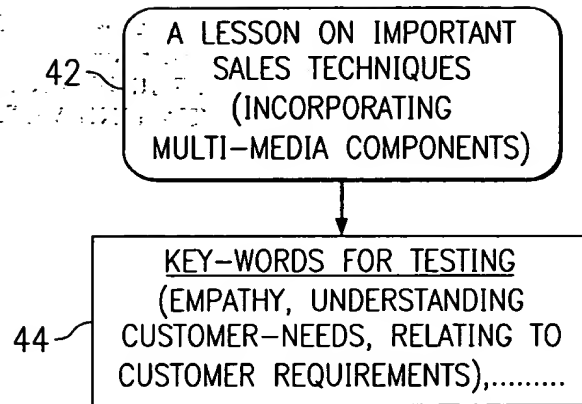 A LESSON ON IMPORTANT
42
SALES TECHNIQUES
(INCORPORATING
MULTI-MEDIA COMPONENTS)
KEY-WORDS FOR TESTING
(EMPATHY, UNDERSTANDING
44
CUSTOMER-NEEDS, RELATING TO
CUSTOMER REQUIREMENTS),.........